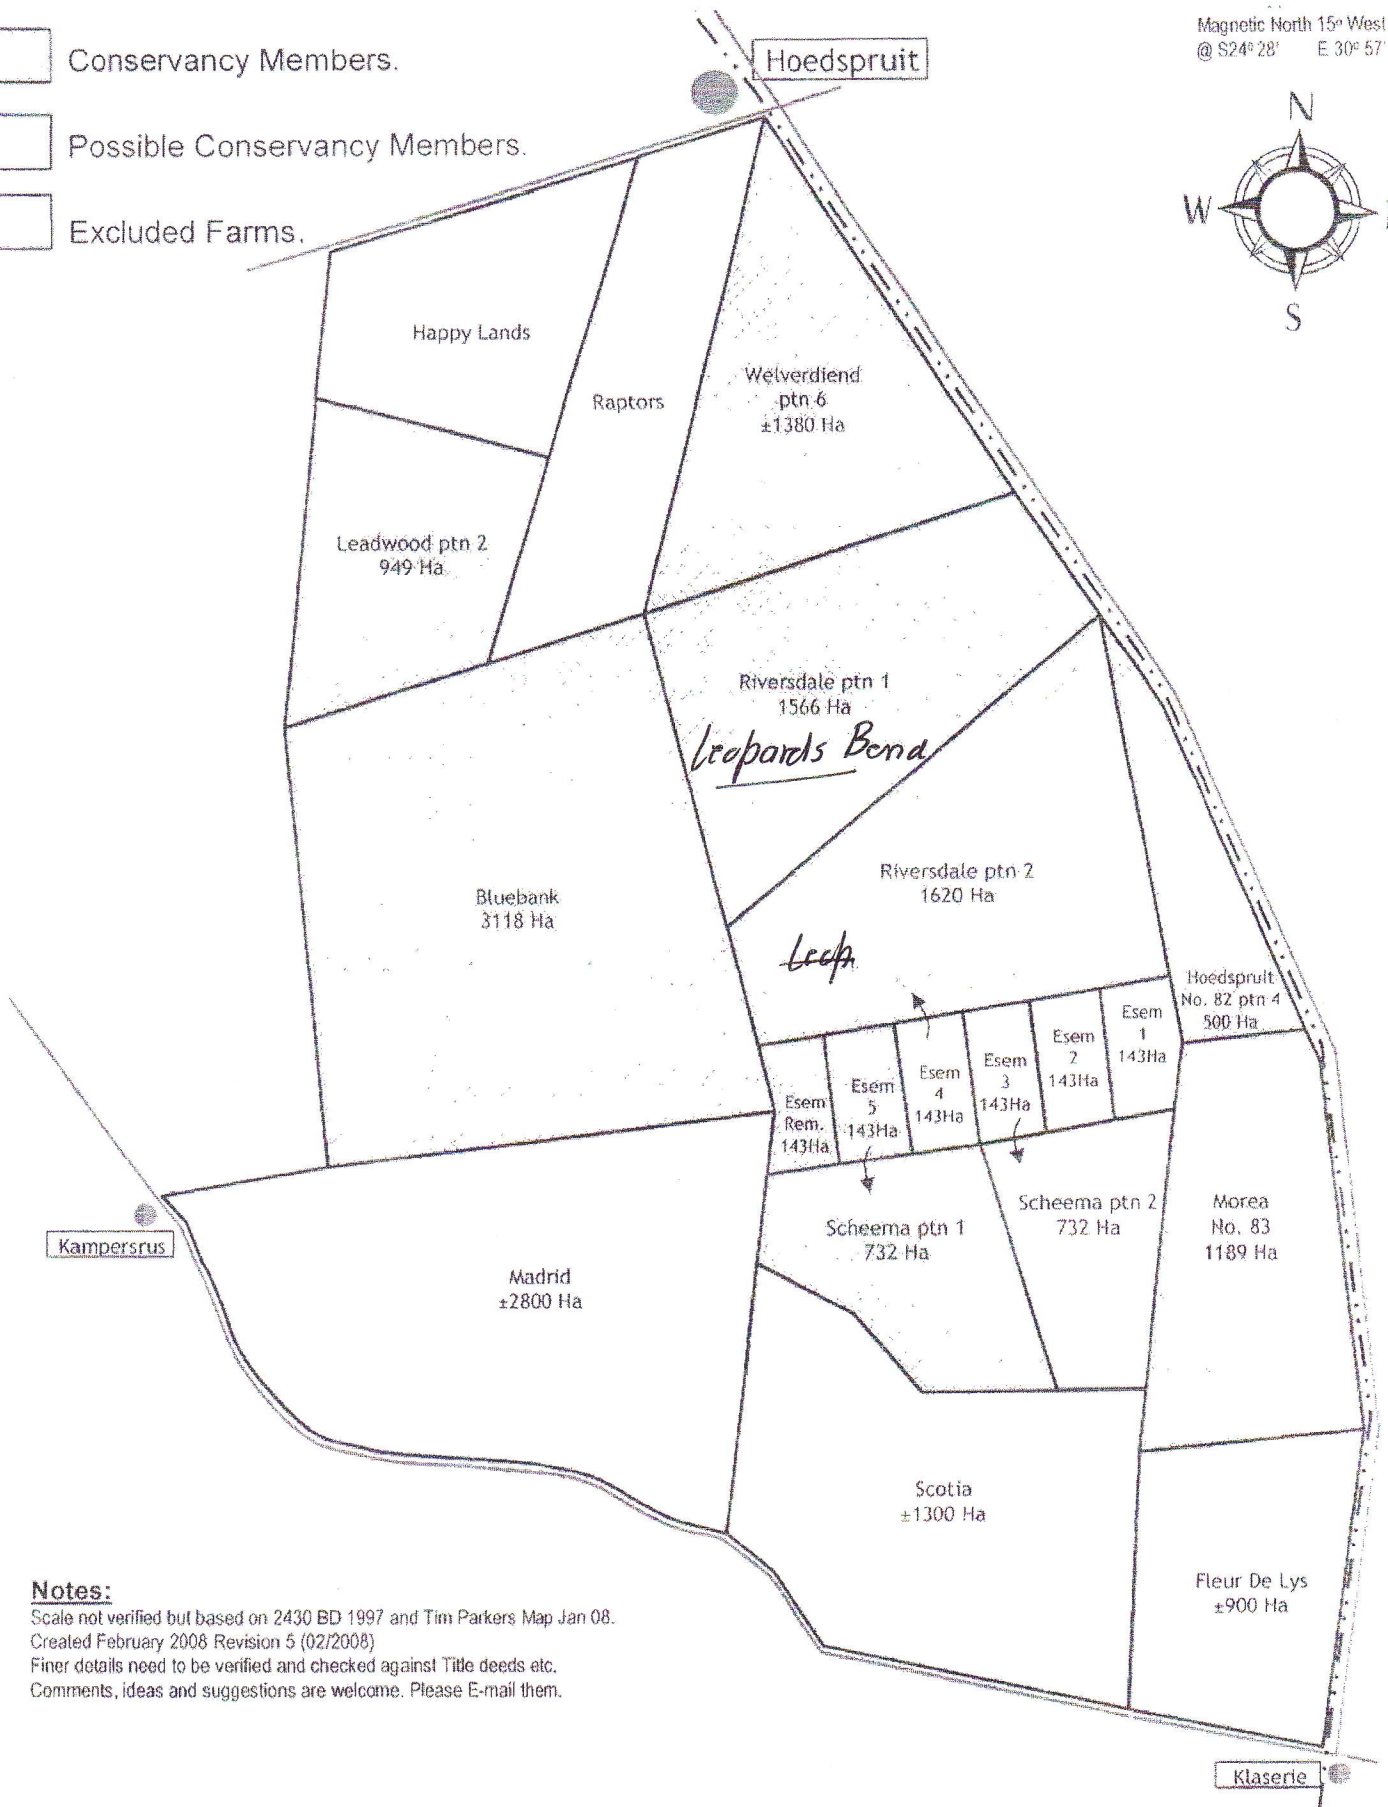 Conservancy Members.
Possible Conservancy Members.
Excluded Farms.
Hoedspruit
Magnetic North 15º West
@ S24º 28' E 30º 57'
N
W
S
Happy Lands
Raptors
Welverdiend
ptn 6
±1380 Ha
Leadwood ptn 2
949 Ha
Riversdale ptn 1
1566 Ha
Leopards Bend
Riversdale ptn 2
1620 Ha
Bluebank
3118 Ha
Leop
Hoedspruit
No. 82 ptn 4
500 Ha
Esem
1
143Ha
Esem
2
143Ha
Esem
3
143Ha
Esem
4
143Ha
Esem
5
143Ha
Esem
Rem.
143Ha
Scheema ptn 2
732 Ha
Scheema ptn 1
732 Ha
Morea
No. 83
1189 Ha
Kampersrus
Madrid
±2800 Ha
Scotia
±1300 Ha
Fleur De Lys
±900 Ha
Notes:
Scale not verified but based on 2430 BD 1997 and Tim Parkers Map Jan 08.
Created February 2008 Revision 5 (02/2008)
Finer details need to be verified and checked against Title deeds etc.
Comments, ideas and suggestions are welcome. Please E-mail them.
Klaserie